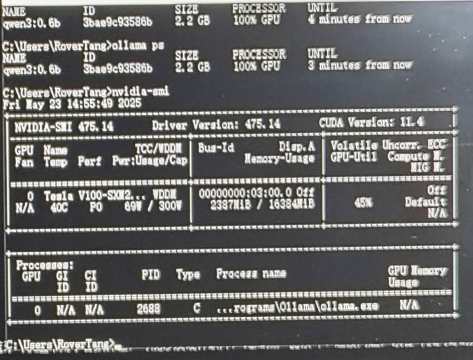 NAME ID SIZE PROCESSOR UNTIL
qwen3:0.6b 3bae9c93586b 2.2 GB 100% GPU 4 minutes from now
C:\Users\RoverTang>ollama ps
NAME ID SIZE PROCESSOR UNTIL
qwen3:0.6b 3bae9c93586b 2.2 GB 100% GPU 3 minutes from now
C:\Users\RoverTang>nvidia-smi
Fri May 23 14:55:49 2025
NVIDIA-SMI 475.14 Driver Version: 475.14 CUDA Version: 11.4
GPU Name TCC/WDDM Bus-Id Disp.A Volatile Uncorr. ECC
Fan Temp Perf Pwr:Usage/Cap Memory-Usage GPU-Util Compute M.
MIG M.
0 Tesla V100-SXM2... WDDM 00000000:03:00.0 Off Off
N/A 40C P0 69W / 300W 2387MiB / 16384MiB 45% Default
N/A
Processes:
GPU GI CI PID Type Process name GPU Memory
ID ID Usage
0 N/A N/A 2688 C ...rograms\Ollama\ollama.exe N/A
C:\Users\RoverTang>